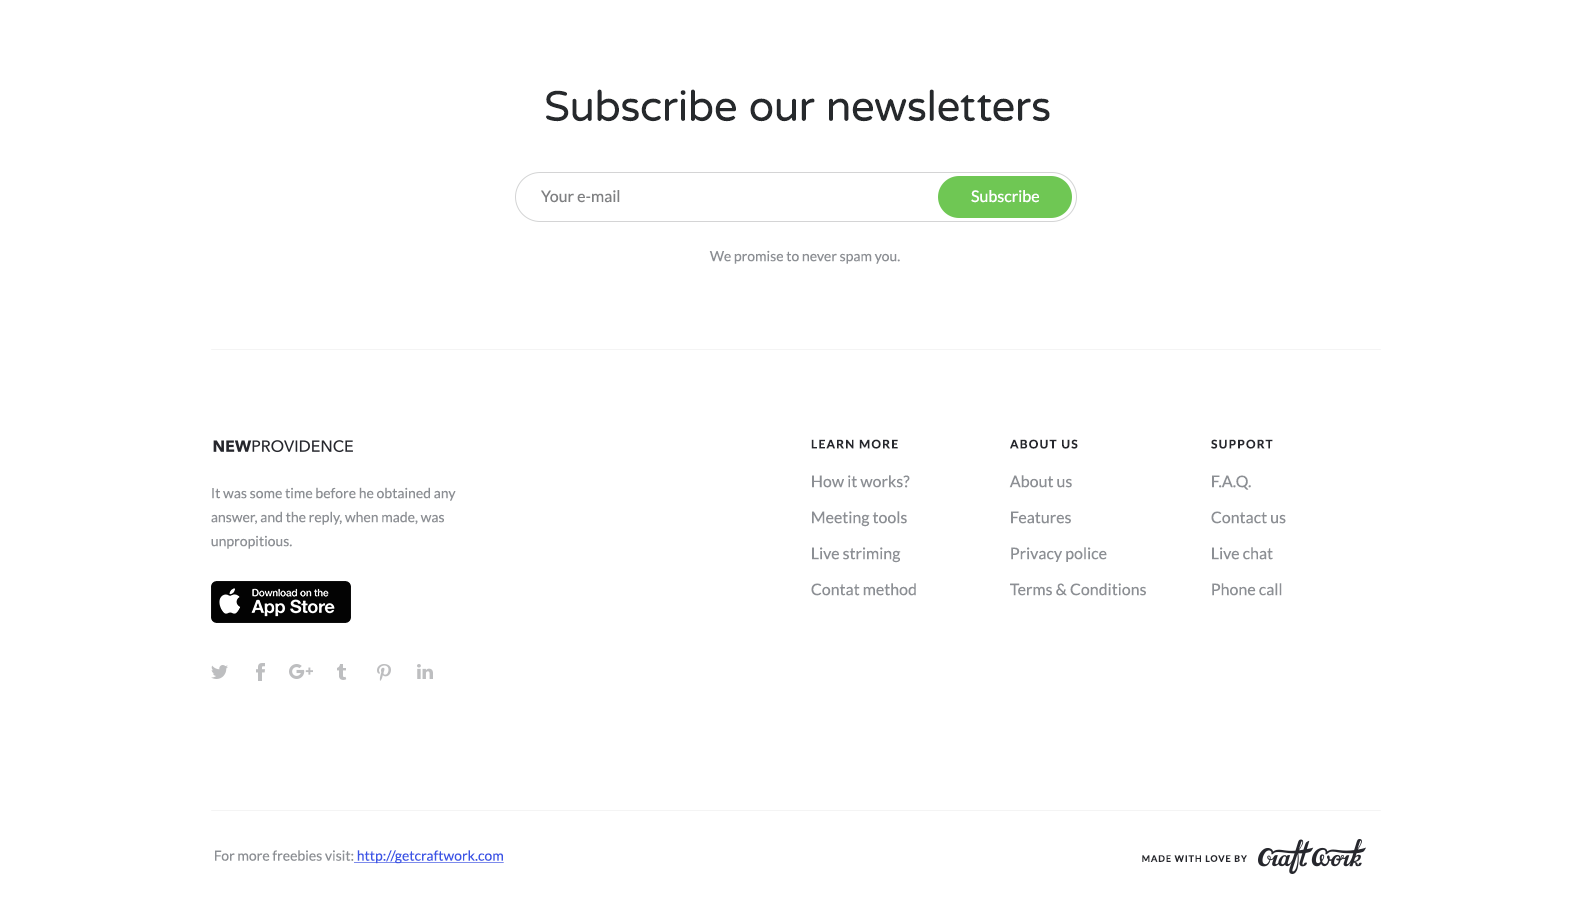 Subscribe our newsletters
Your e-mail
Subscribe
We promise to never spam you.
NEWPROVIDENCE
It was some time before he obtained any
answer, and the reply, when made, was
unpropitious.
Download on the
App Store
LEARN MORE
How it works?
Meeting tools
Live striming
Contat method
ABOUT US
About us
Features
Privacy police
Terms & Conditions
SUPPORT
F.A.Q.
Contact us
Live chat
Phone call
For more freebies visit: http://getcraftwork.com
MADE WITH LOVE BY Craft Work